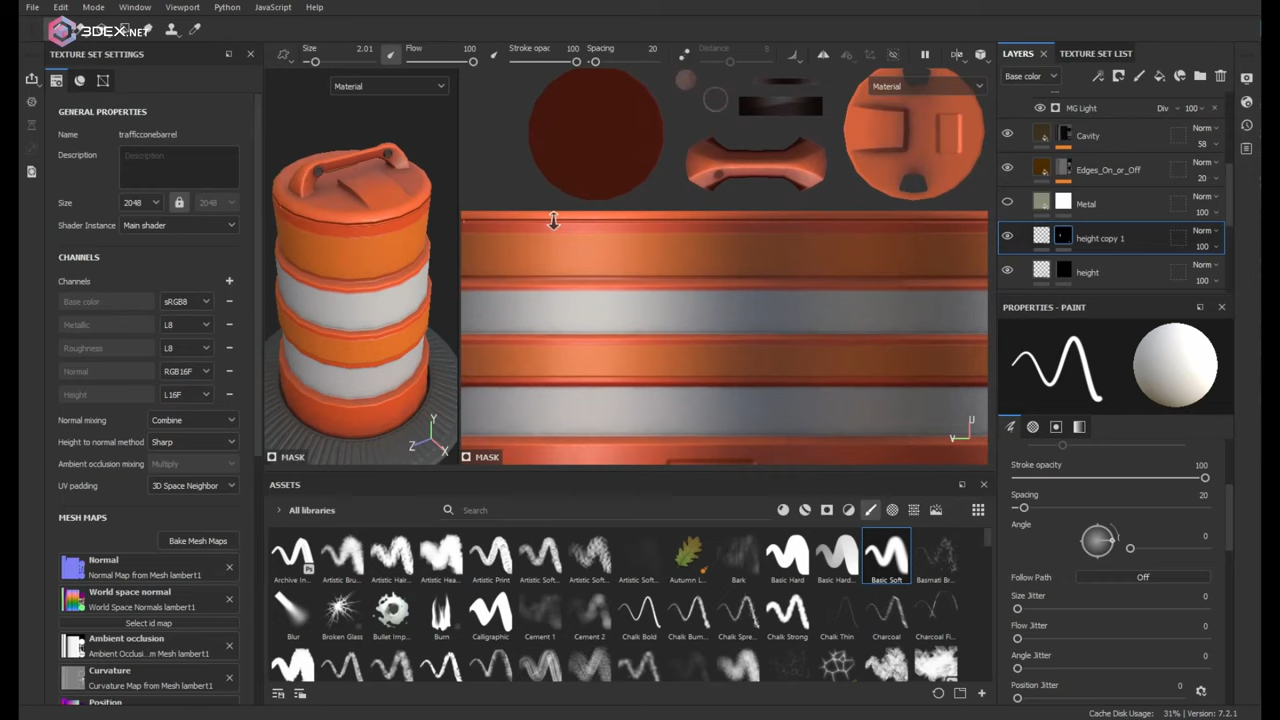 File Edit Mode Window Viewport Python JavaScript Help
3DEX.NET
TEXTURE SET SETTINGS
Size 2.01 Flow 100 Stroke opac 100 Spacing 20 Distance 8
LAYERS TEXTURE SET LIST
Base color
Material
Material
GENERAL PROPERTIES
Name trafficconebarrel
Description Description
Size 2048 2048
Shader Instance Main shader
CHANNELS
Channels
Base color sRGB8
Metallic L8
Roughness L8
Normal RGB16F
Height L16F
Normal mixing Combine
Height to normal method Sharp
Ambient occlusion mixing Multiply
UV padding 3D Space Neighbor
MESH MAPS
Bake Mesh Maps
Normal
Normal Map from Mesh lambert1
World space normal
World Space Normals lambert1
Select id map
Ambient occlusion
Ambient Occlusi...m Mesh lambert1
Curvature
Curvature Map from Mesh lambert1
Position
Y
Z X
MASK
U
V
MASK
MG Light Div 100
Cavity Norm 58
Edges_On_or_Off Norm 20
Metal Norm 100
height copy 1 Norm 100
height Norm 100
PROPERTIES - PAINT
Stroke opacity 100
Spacing 20
Angle 0
Follow Path Off
Size Jitter 0
Flow Jitter 0
Angle Jitter 0
Position Jitter 0
ASSETS
All libraries Search
Ps
Archive In... Artistic Bru... Artistic Hair... Artistic Hea... Artistic Print Artistic Soft... Artistic Soft... Artistic Soft... Autumn L... Bark Basic Hard Basic Hard... Basic Soft Basmati Br...
Blur Broken Glass Bullet Imp... Burn Calligraphic Cement 1 Cement 2 Chalk Bold Chalk Bum... Chalk Spre... Chalk Strong Chalk Thin Charcoal Charcoal Fi...
Cache Disk Usage: 31% | Version: 7.2.1